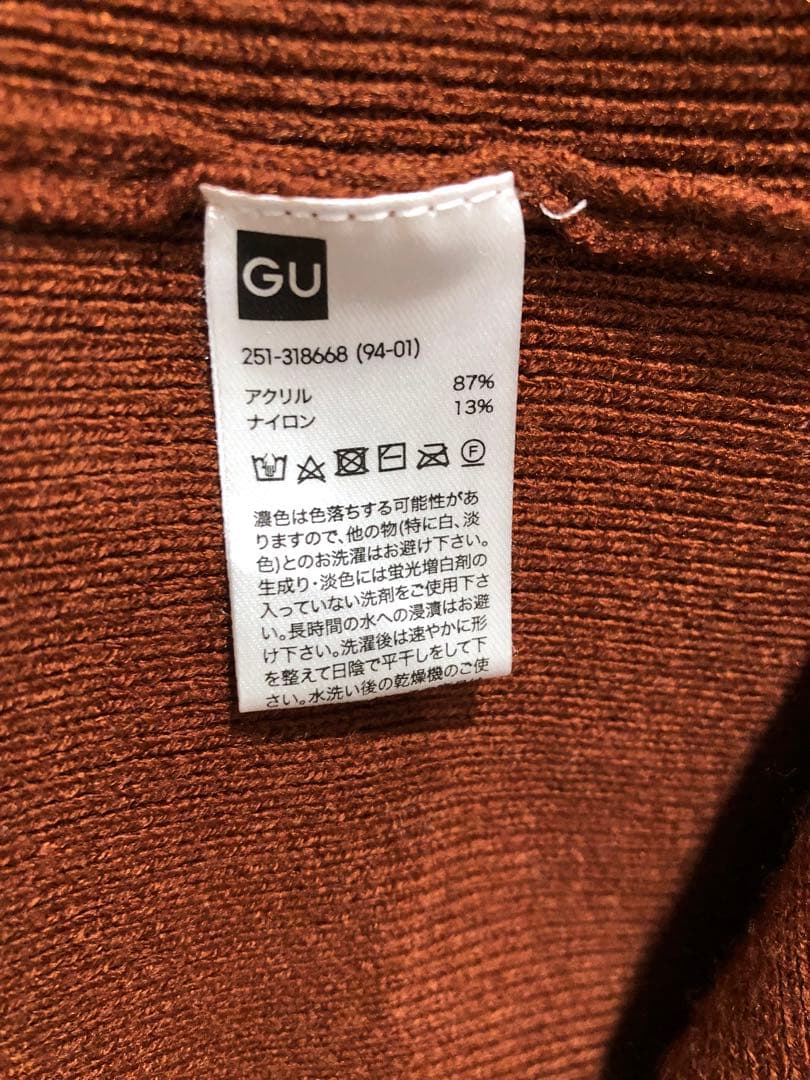 GU
251-318668 (94-01)
アクリル 87%
ナイロン 13%
F
濃色は色落ちする可能性があ
りますので、他の物(特に白、淡
色)とのお洗濯はお避け下さい。
生成り・淡色には蛍光増白剤の
入っていない洗剤をご使用下さ
い。長時間の水への浸漬はお避
け下さい。洗濯後は速やかに形
を整えて日陰で平干しをして下
さい。水洗い後の乾燥機のご使